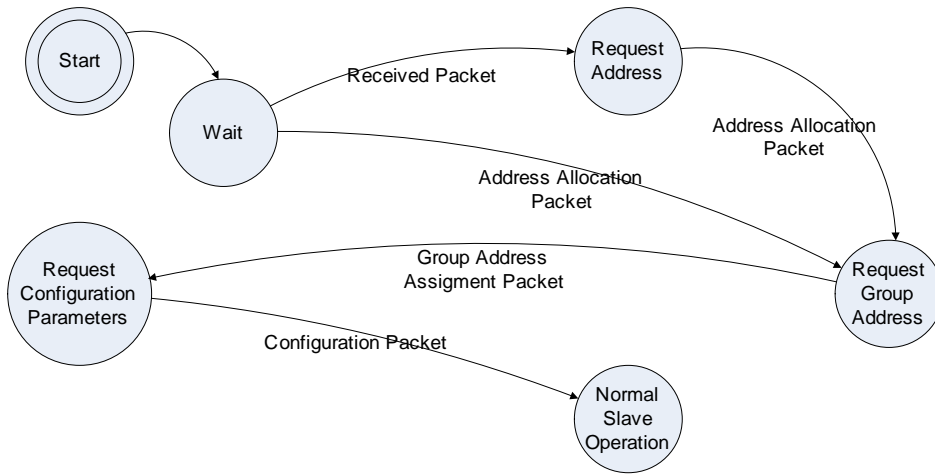 Start
Wait
Received Packet
Request
Address
Address Allocation
Packet
Address Allocation
Packet
Request
Group
Address
Group Address
Assigment Packet
Request
Configuration
Parameters
Configuration Packet
Normal
Slave
Operation